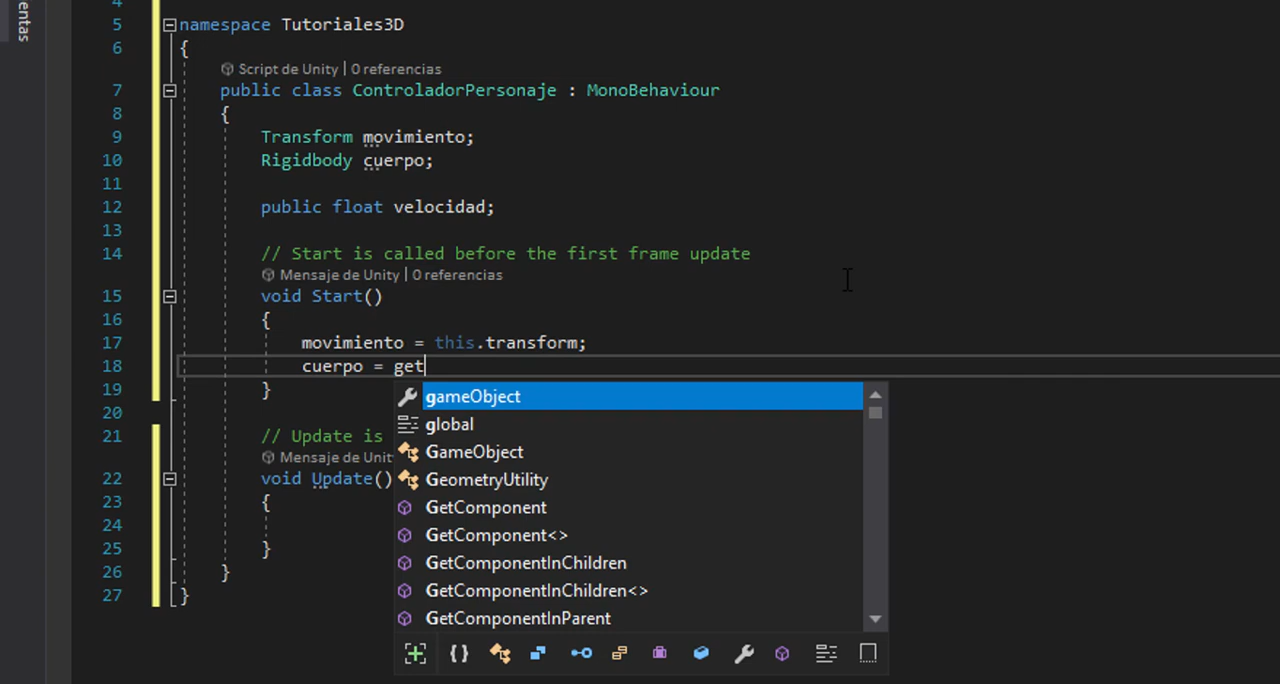 entas
4
5 namespace Tutoriales3D
6 {
Script de Unity | 0 referencias
7 public class ControladorPersonaje : MonoBehaviour
8 {
9 Transform movimiento;
10 Rigidbody cuerpo;
11
12 public float velocidad;
13
14 // Start is called before the first frame update
Mensaje de Unity | 0 referencias
15 void Start()
16 {
17 movimiento = this.transform;
18 cuerpo = get
19 }
gameObject
20
global
21 // Update is
GameObject
Mensaje de Unit
22 void Update()
GeometryUtility
23 {
GetComponent
24
GetComponent<>
25 }
GetComponentInChildren
26 }
GetComponentInChildren<>
27 }
GetComponentInParent